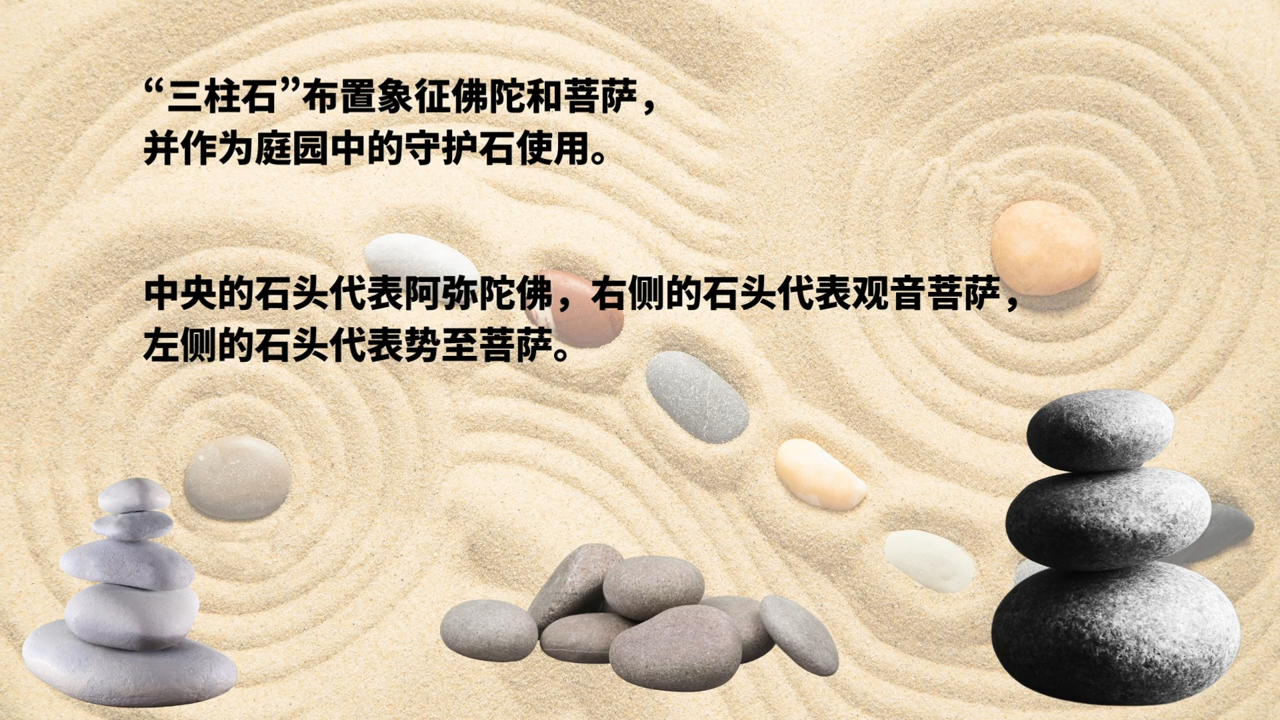 “三柱石”布置象征佛陀和菩萨，
并作为庭园中的守护石使用。
中央的石头代表阿弥陀佛，右侧的石头代表观音菩萨，
左侧的石头代表势至菩萨。